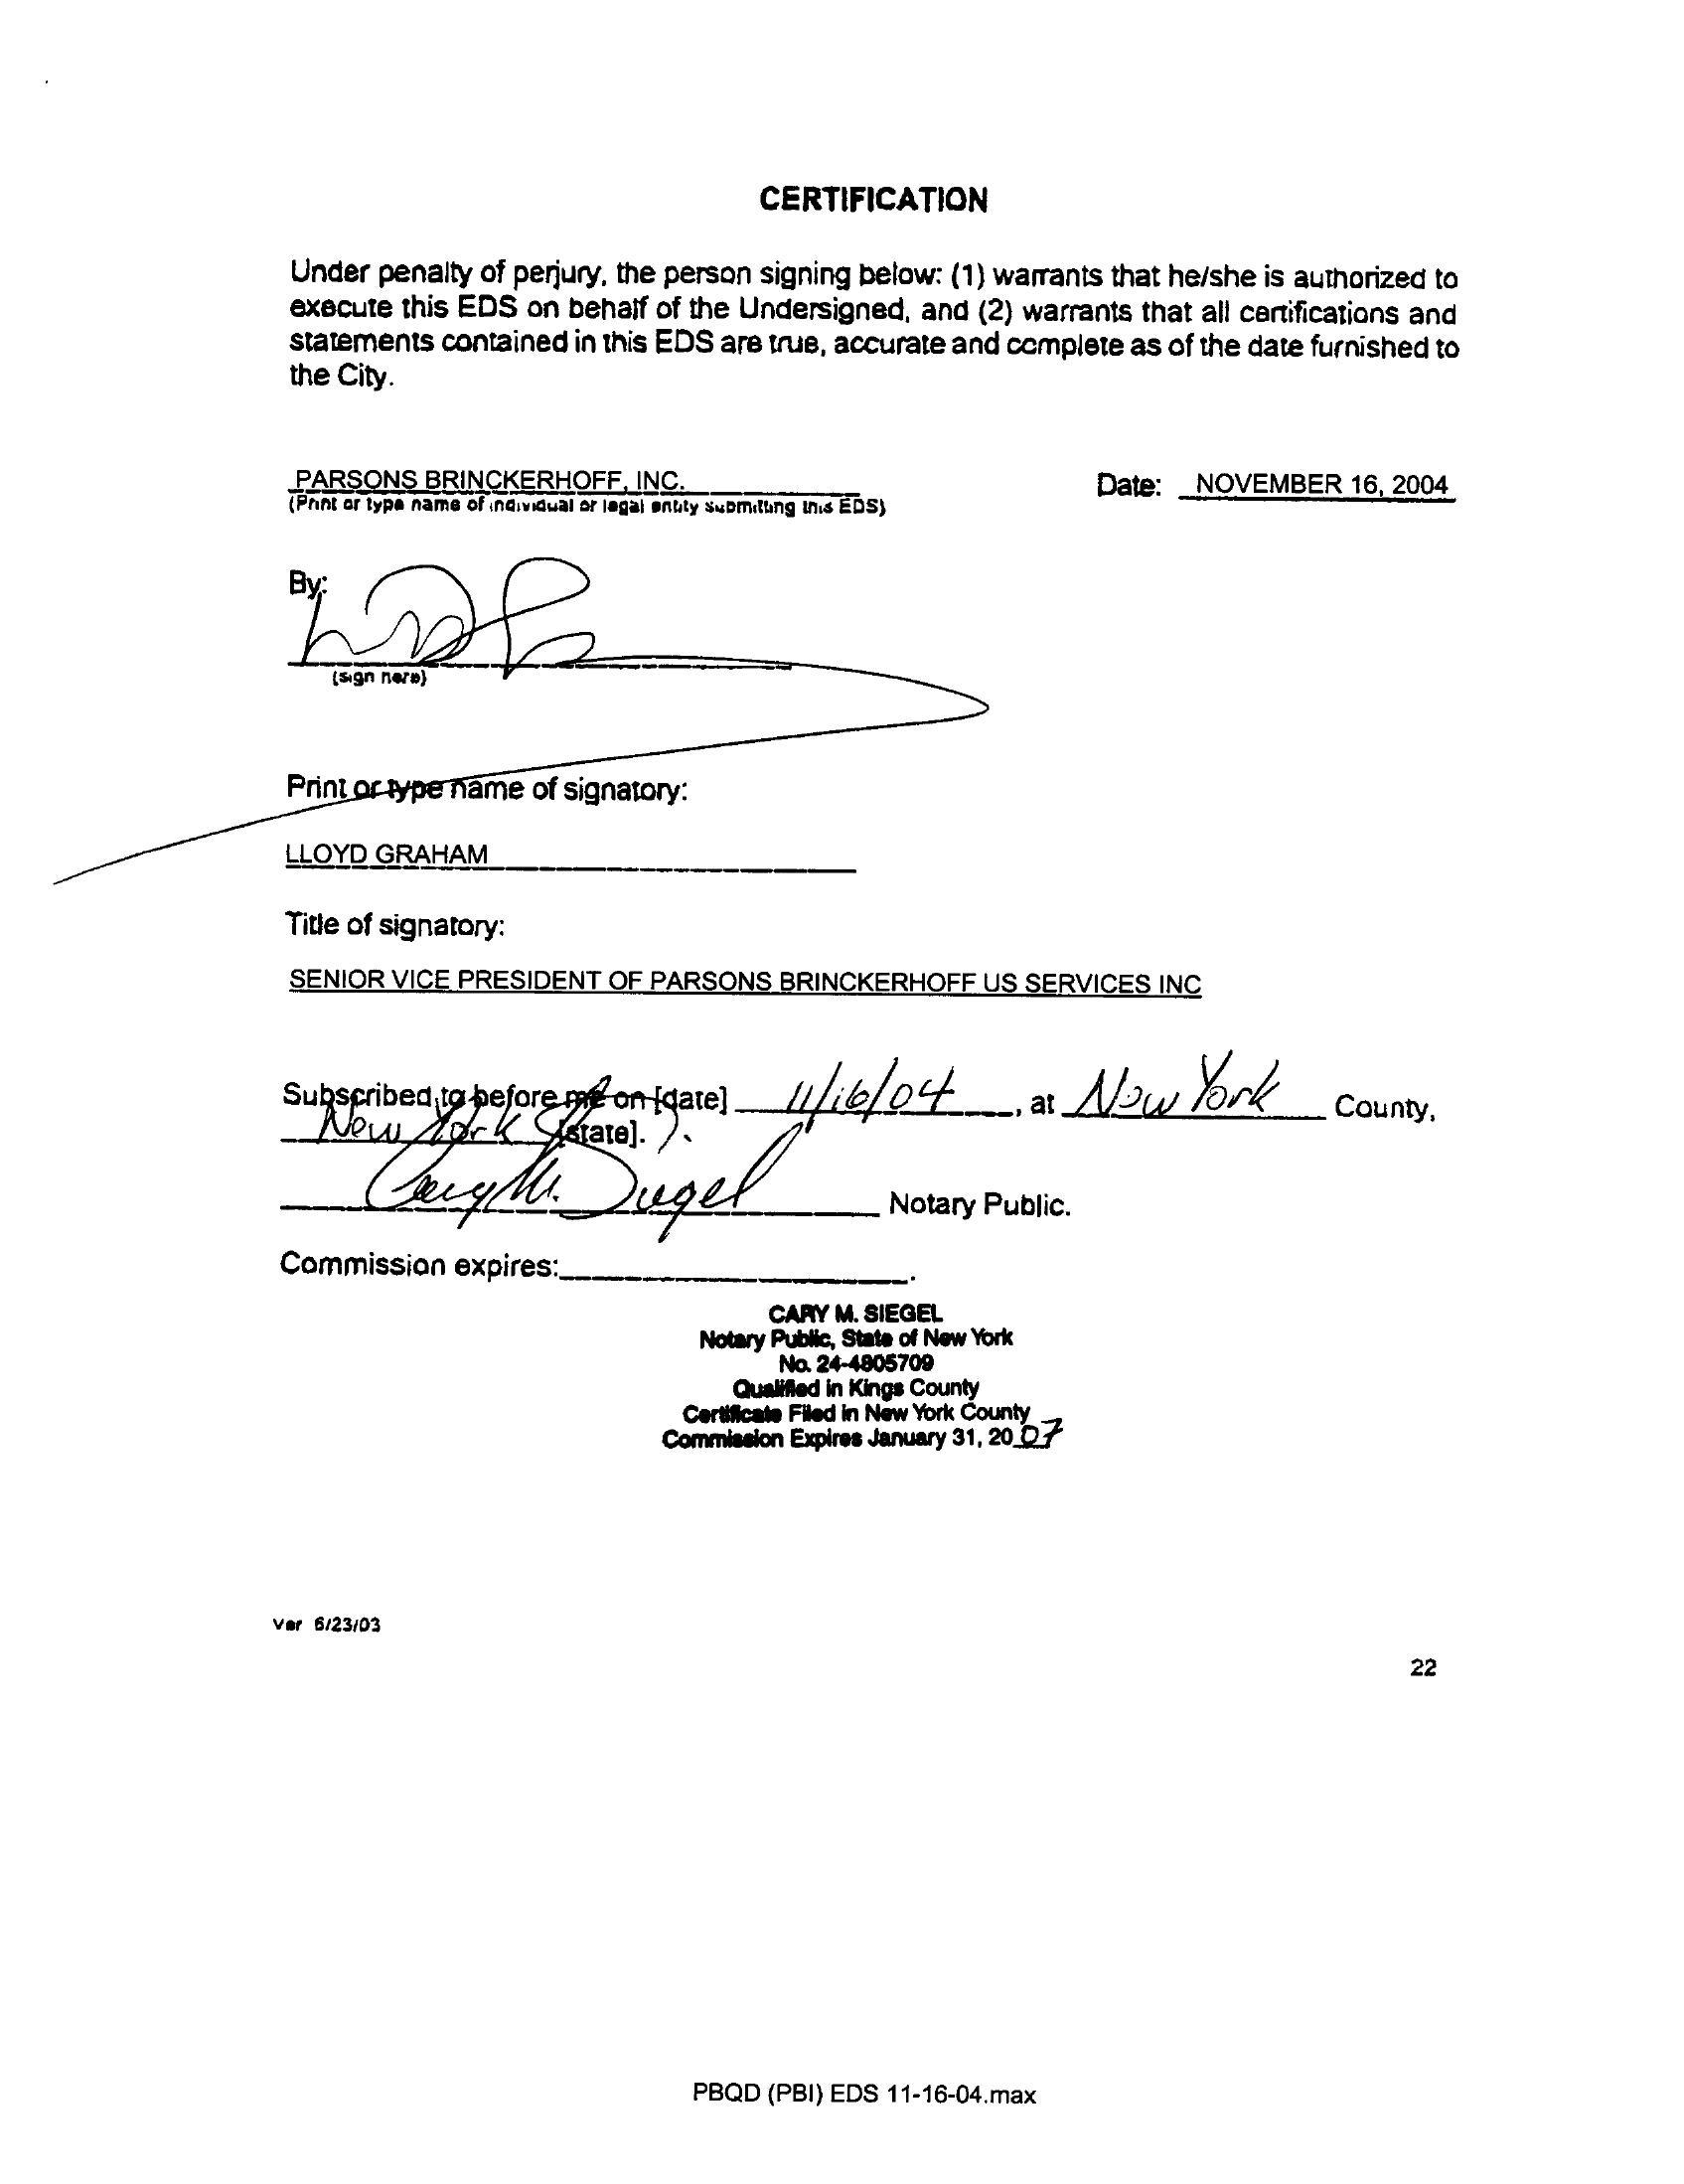 CERTIFICATION
Under penalty of perjury, the person signing below: (1) warrants that he/she is authorized to
execute this EDS on behalf of the Undersigned, and (2) warrants that all certifications and
statements contained in this EDS are true, accurate and complete as of the date furnished to
the City.
PARSONS BRINCKERHOFF, INC.
Date: NOVEMBER 16, 2004
(Print or type name of individual or legal entity submitting this EDS)
By:
(sign here)
Print or type name of signatory:
LLOYD GRAHAM
Title of signatory:
SENIOR VICE PRESIDENT OF PARSONS BRINCKERHOFF US SERVICES INC
Subscribed to before me on [date] 11/16/04, at New York County,
New York [state].
Cary M. Siegel Notary Public.
Commission expires: .
CARY M. SIEGEL
Notary Public, State of New York
No. 24-4805709
Qualified in Kings County
Certificate Filed in New York County
Commission Expires January 31, 2007
Ver 6/23/03
22
PBQD (PBI) EDS 11-16-04.max